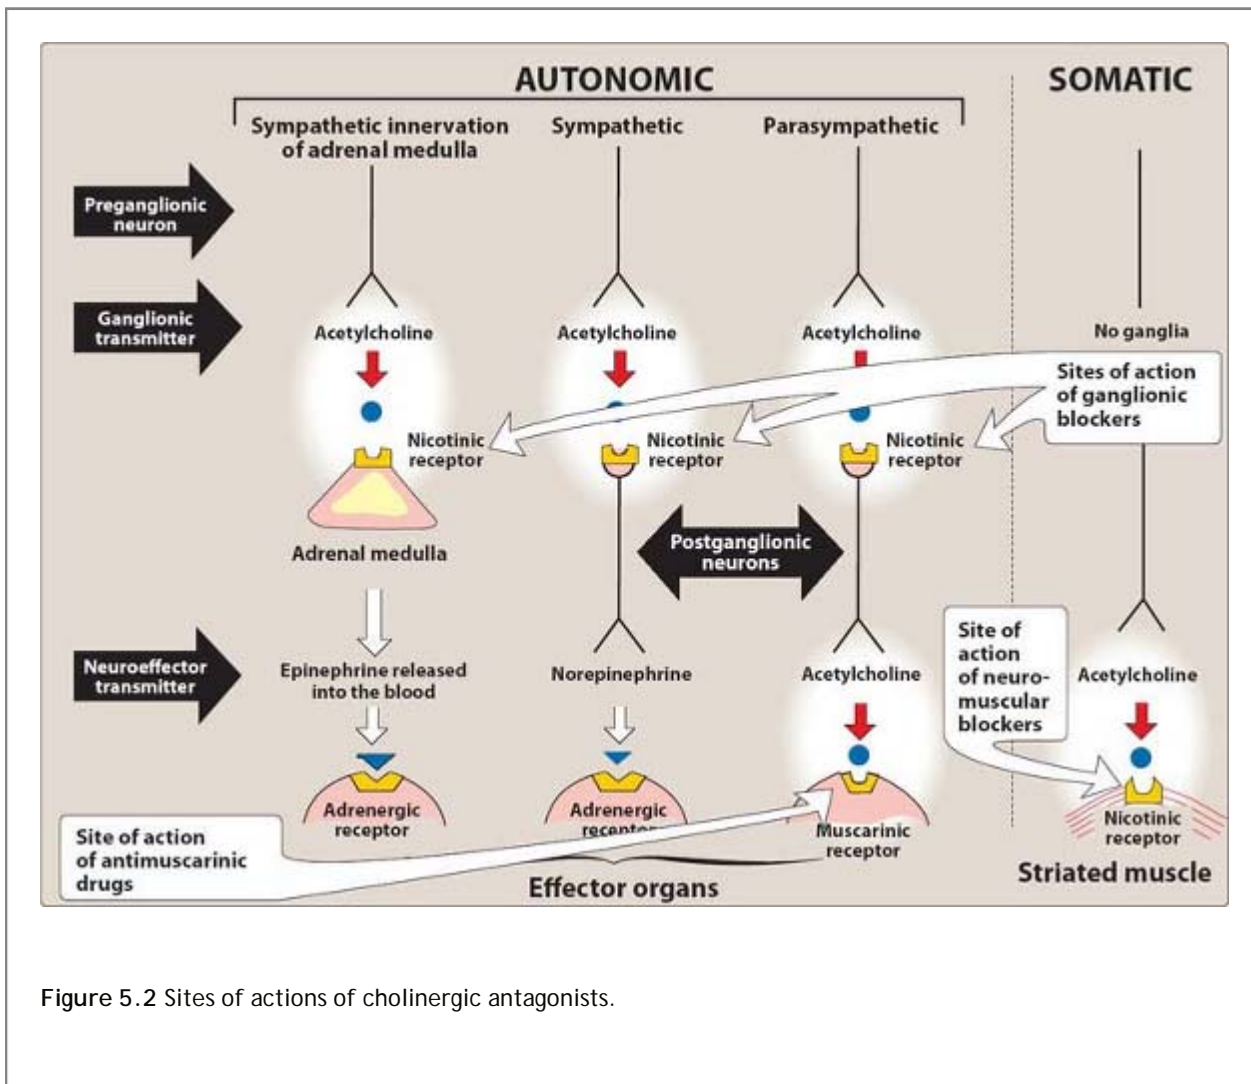 AUTONOMIC
SOMATIC
Sympathetic innervation
of adrenal medulla
Sympathetic
Parasympathetic
Preganglionic
neuron
Ganglionic
transmitter
Acetylcholine
Acetylcholine
Acetylcholine
No ganglia
Sites of action
of ganglionic
blockers
Nicotinic
receptor
Nicotinic
receptor
Nicotinic
receptor
Adrenal medulla
Postganglionic
neurons
Neuroeffector
transmitter
Epinephrine released
into the blood
Norepinephrine
Acetylcholine
Site of
action
of neuro-
muscular
blockers
Acetylcholine
Adrenergic
receptor
Adrenergic
receptor
Muscarinic
receptor
Nicotinic
receptor
Site of action
of antimuscarinic
drugs
Effector organs
Striated muscle
Figure 5.2 Sites of actions of cholinergic antagonists.